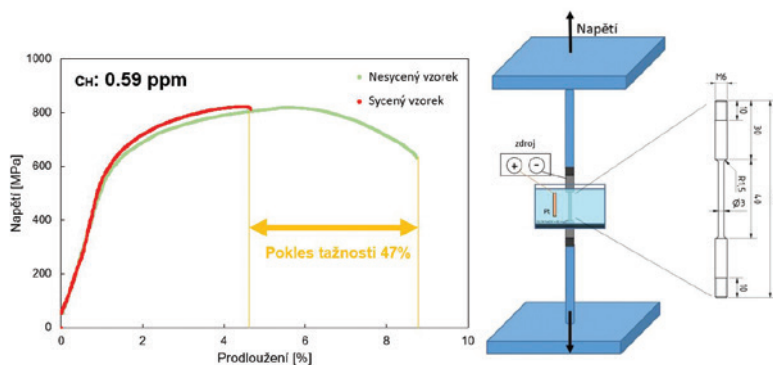 1000
800
600
400
200
0
Napětí [MPa]
cH: 0.59 ppm
Nesycený vzorek
Sycený vzorek
Pokles tažnosti 47%
0 2 4 6 8 10
Prodloužení [%]
Napětí
zdroj
+ −
Pt
M6
10
30
R1.5
Ø3
40
10